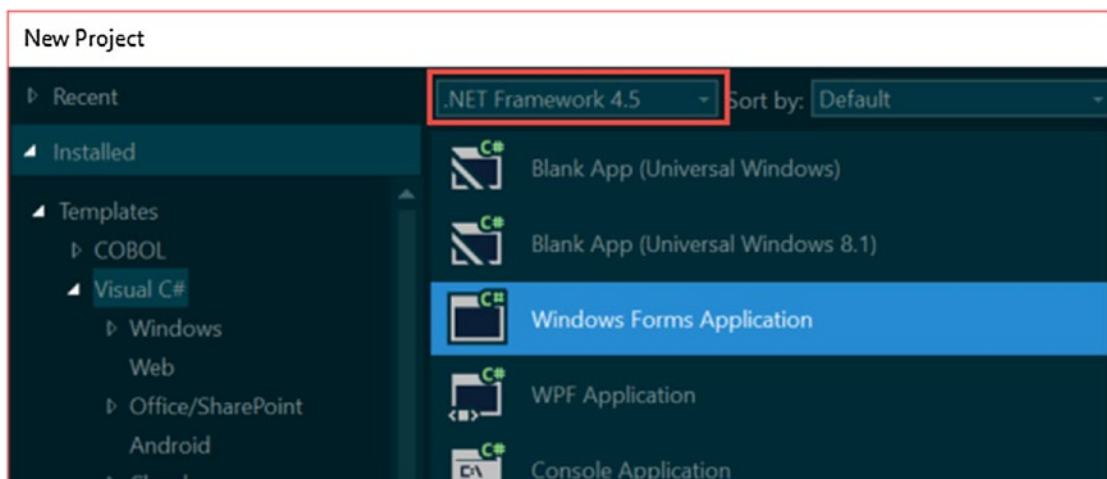 New Project
Recent
Installed
Templates
COBOL
Visual C#
Windows
Web
Office/SharePoint
Android
.NET Framework 4.5 Sort by: Default
C# Blank App (Universal Windows)
C# Blank App (Universal Windows 8.1)
C# Windows Forms Application
C# WPF Application
C# Console Application